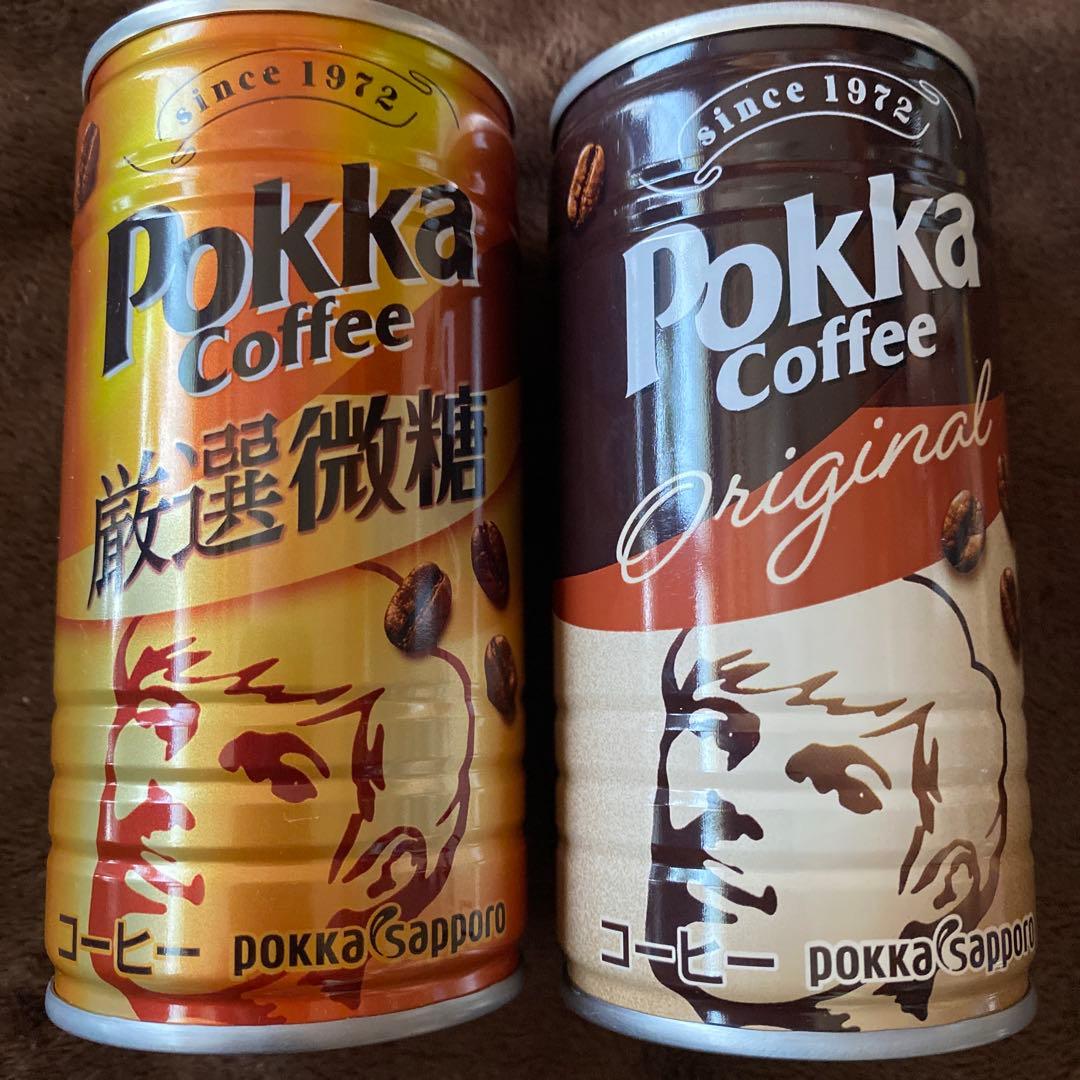 since 1972
Pokka
Coffee
厳選微糖
コーヒー POKKA sapporo
since 1972
Pokka
Coffee
Original
コーヒー POKKA sapporo